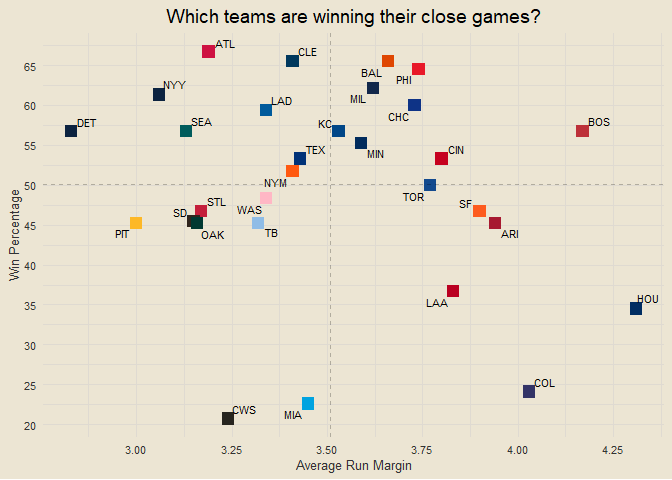 Which teams are winning their close games?
ATL
CLE
65
BAL
PHI
NYY
MIL
60
LAD
CHC
DET
SEA
KC
BOS
55
TEX
MIN
CIN
50
NYM
TOR
STL
WAS
SF
SD
45
PIT
OAK
TB
ARI
40
Win Percentage
35
LAA
HOU
30
25
COL
CWS
MIA
20
3.00
3.25
3.50
3.75
4.00
4.25
Average Run Margin